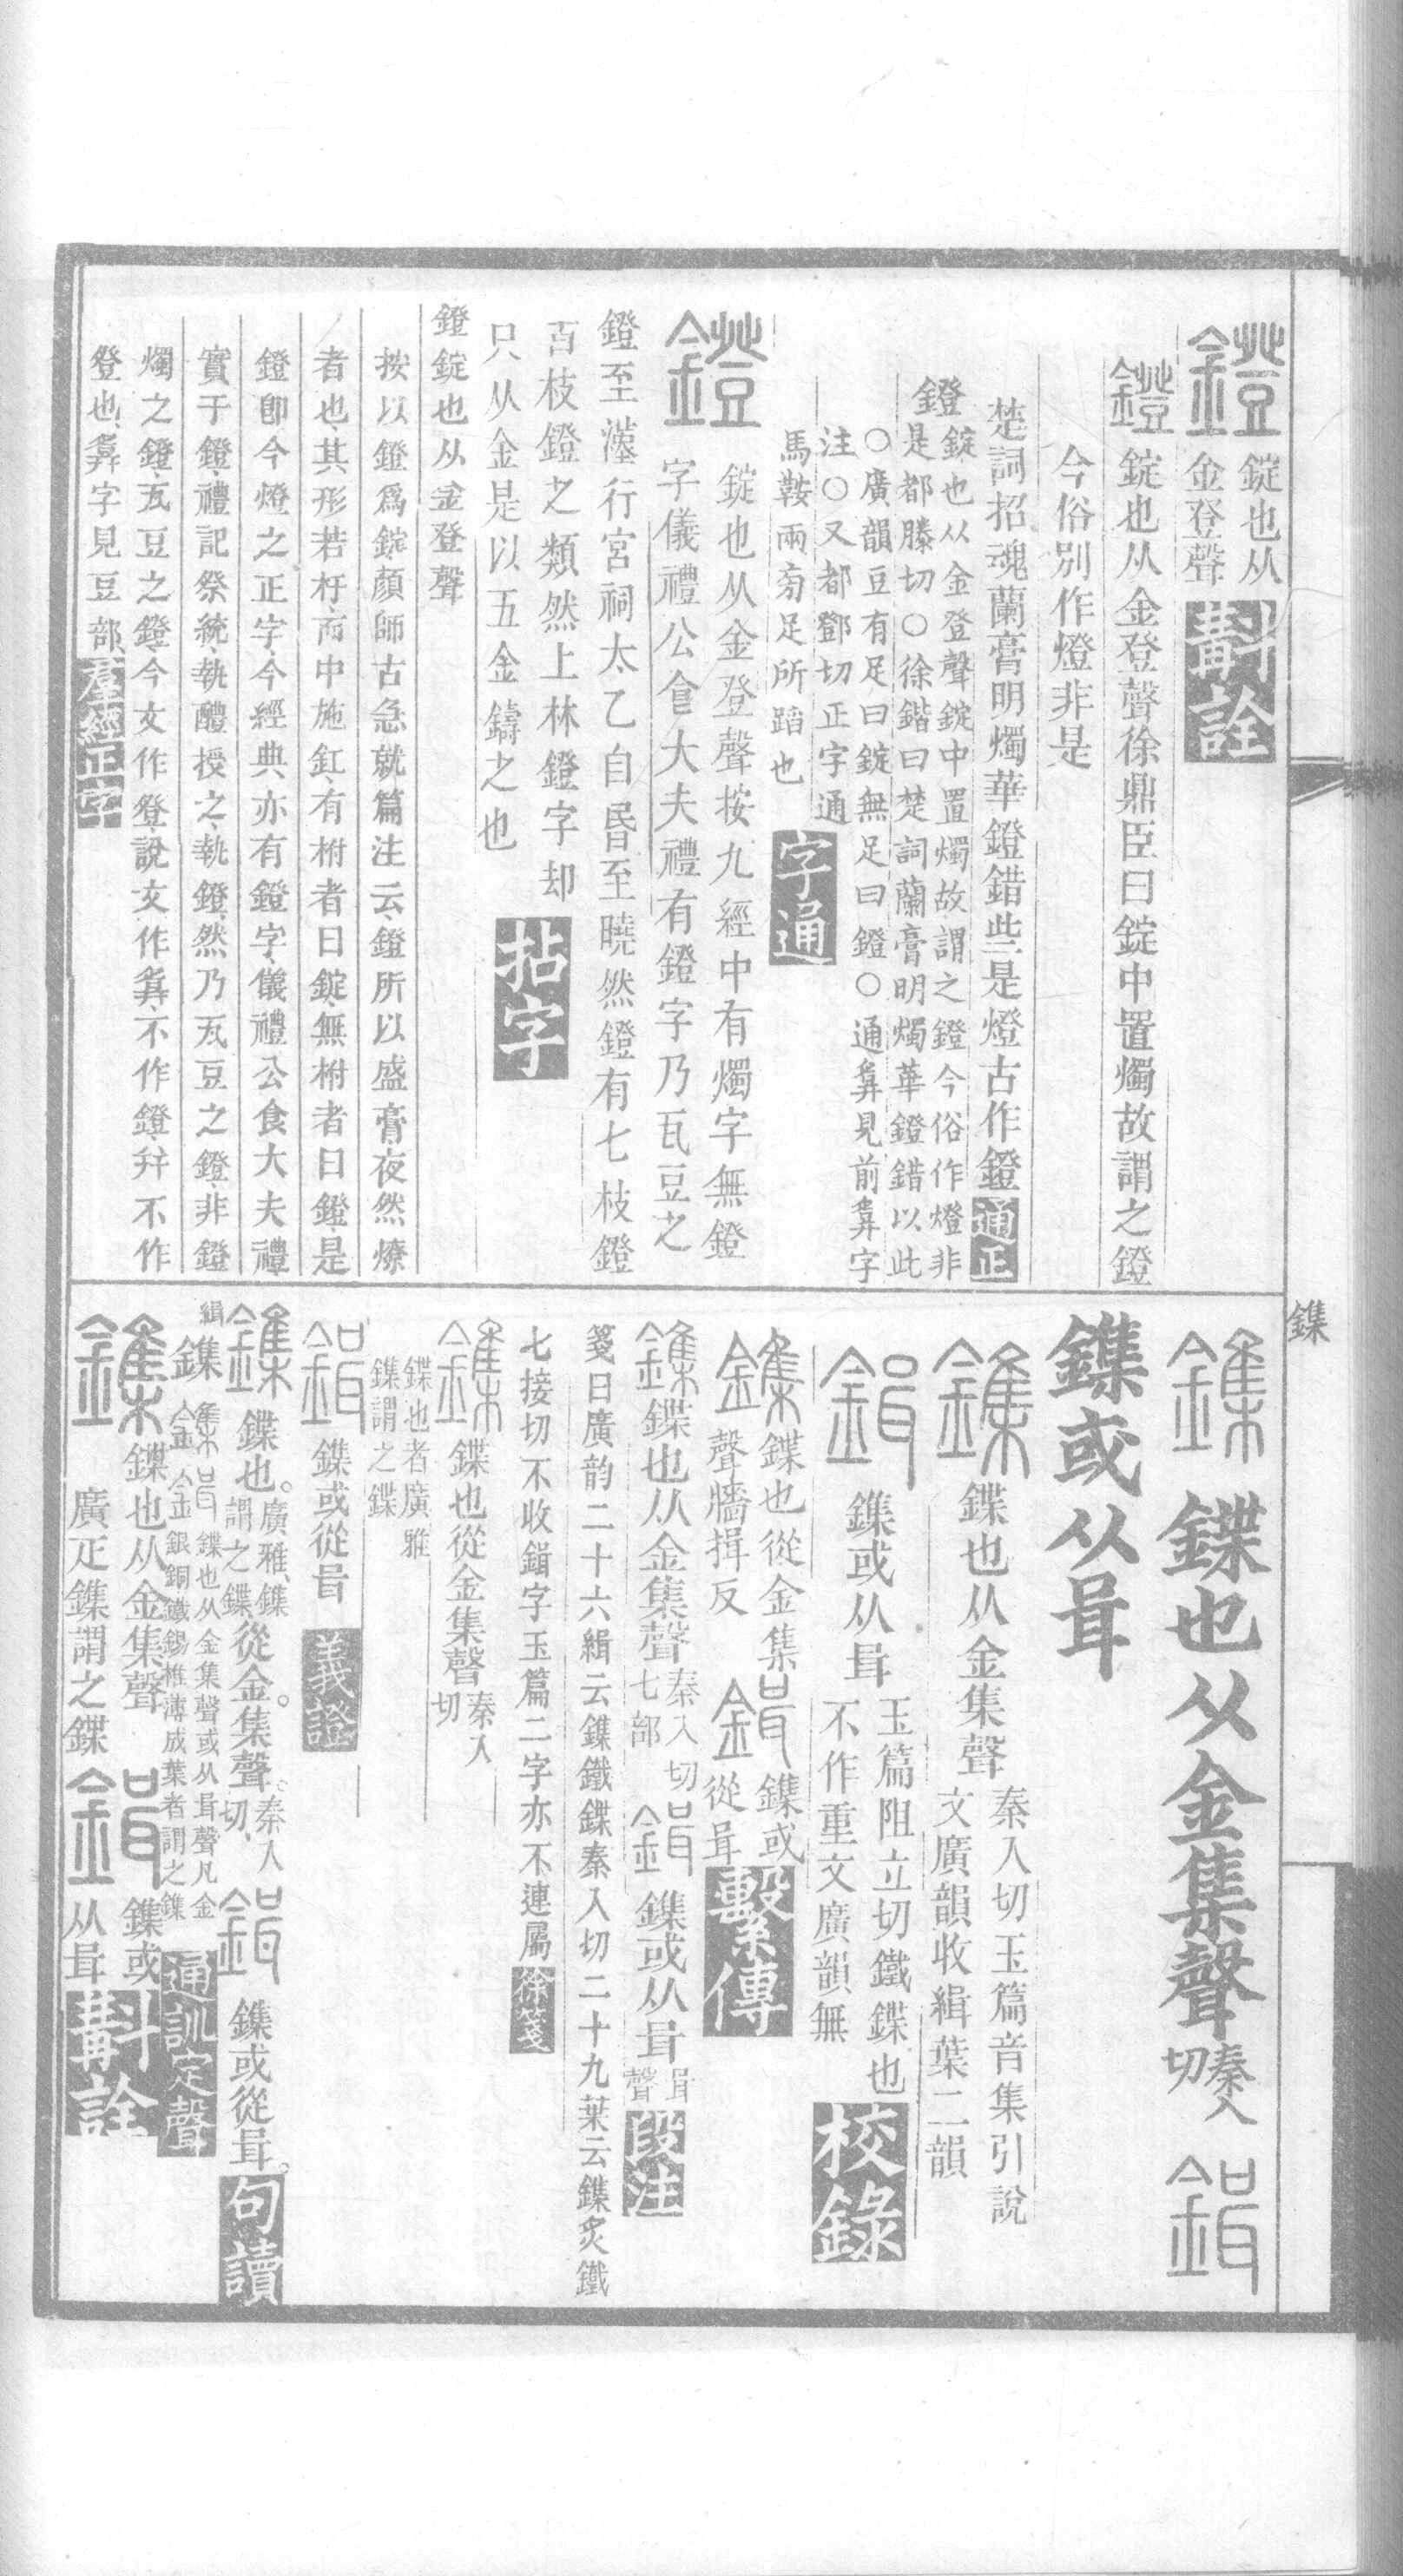 鐙 錠也从
金登聲 斠詮
鐙 錠也从金登聲徐鼎臣曰錠中置燭故謂之鐙
今俗別作燈非是
楚詞招魂蘭膏明燭華鐙錯些是燈古作鐙 通正
鐙 錠也从金登聲錠中置燭故謂之鐙今俗作燈非
是都滕切○徐鍇曰楚詞蘭膏明燭華鐙錯以此
○廣韻豆有足曰錠無足曰鐙○通䇺見前䇺字
注○又都鄧切正字通
馬鞍兩旁足所蹈也 字通
鐙 錠也从金登聲按九經中有燭字無鐙
字儀禮公食大夫禮有鐙字乃瓦豆之
鐙至漢行宮祠太乙自昏至曉然鐙有七枝鐙
百枝鐙之類然上林鐙字却
只从金是以五金鑄之也 拈字
鐙錠也从金登聲
按以鐙爲錠顏師古急就篇注云鐙所以盛膏夜然燎
者也其形若杅而中施釭有柎者曰錠無柎者曰鐙是
鐙卽今燈之正字今經典亦有鐙字儀禮公食大夫禮
實于鐙禮記祭統執醴授之執鐙然乃瓦豆之鐙非鐙
燭之鐙瓦豆之鐙今文作登說文作䇺不作鐙幷不作
登也䇺字見豆部 羣經正字
鏶
鏶 鍱也从金集聲 秦入切 鍓
鏶或从咠
鏶 鍱也从金集聲 秦入切玉篇音集引說
文廣韻收緝葉二韻
鍓 鏶或从咠 玉篇阻立切鐵鍱也
不作重文廣韻無 校錄
鏶 鍱也從金集
聲牆揖反 鍓 鏶或
從咠 繫傳
鏶 鍱也从金集聲 秦入切
七部 鍓 鏶或从咠 咠
聲 段注
箋曰廣韵二十六緝云鏶鐵鍱秦入切二十九葉云鏶炙鐵
七接切不收鍓字玉篇二字亦不連屬 徐箋
鏶 鍱也從金集聲 秦入
切
鍱也者廣雅
鏶謂之鍱
鍓 鏶或從咠 義證
鏶 鍱也。廣雅鏶
謂之鍱 從金。集聲。秦入
切 鍓 鏶或從咠。 句讀
緝 鏶 鏶 鍓 鍱也从金集聲或从咠聲凡金
銀銅鐵錫椎薄成葉者謂之鏶 通訓定聲
鏶 鍱也从金集聲
廣疋鏶謂之鍱 鍓 鏶或
从咠 斠詮